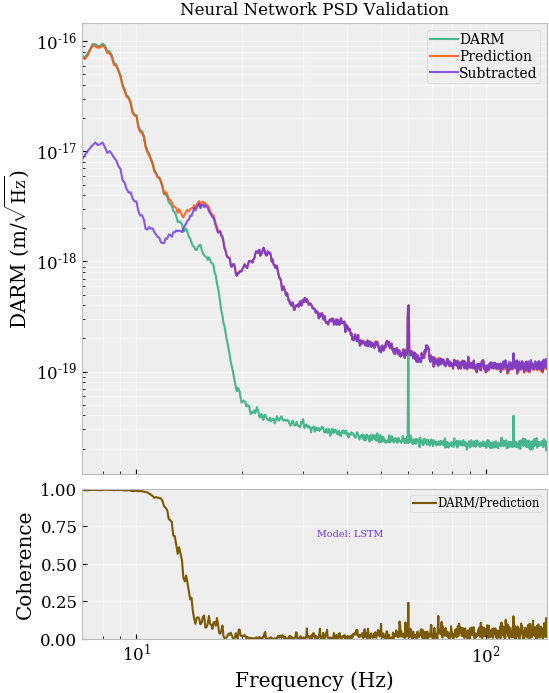 Neural Network PSD Validation
10⁻¹⁶
10⁻¹⁷
10⁻¹⁸
10⁻¹⁹
DARM (m/√Hz)
DARM
Prediction
Subtracted
1.00
0.75
0.50
0.25
0.00
Coherence
DARM/Prediction
Model: LSTM
10¹
10²
Frequency (Hz)